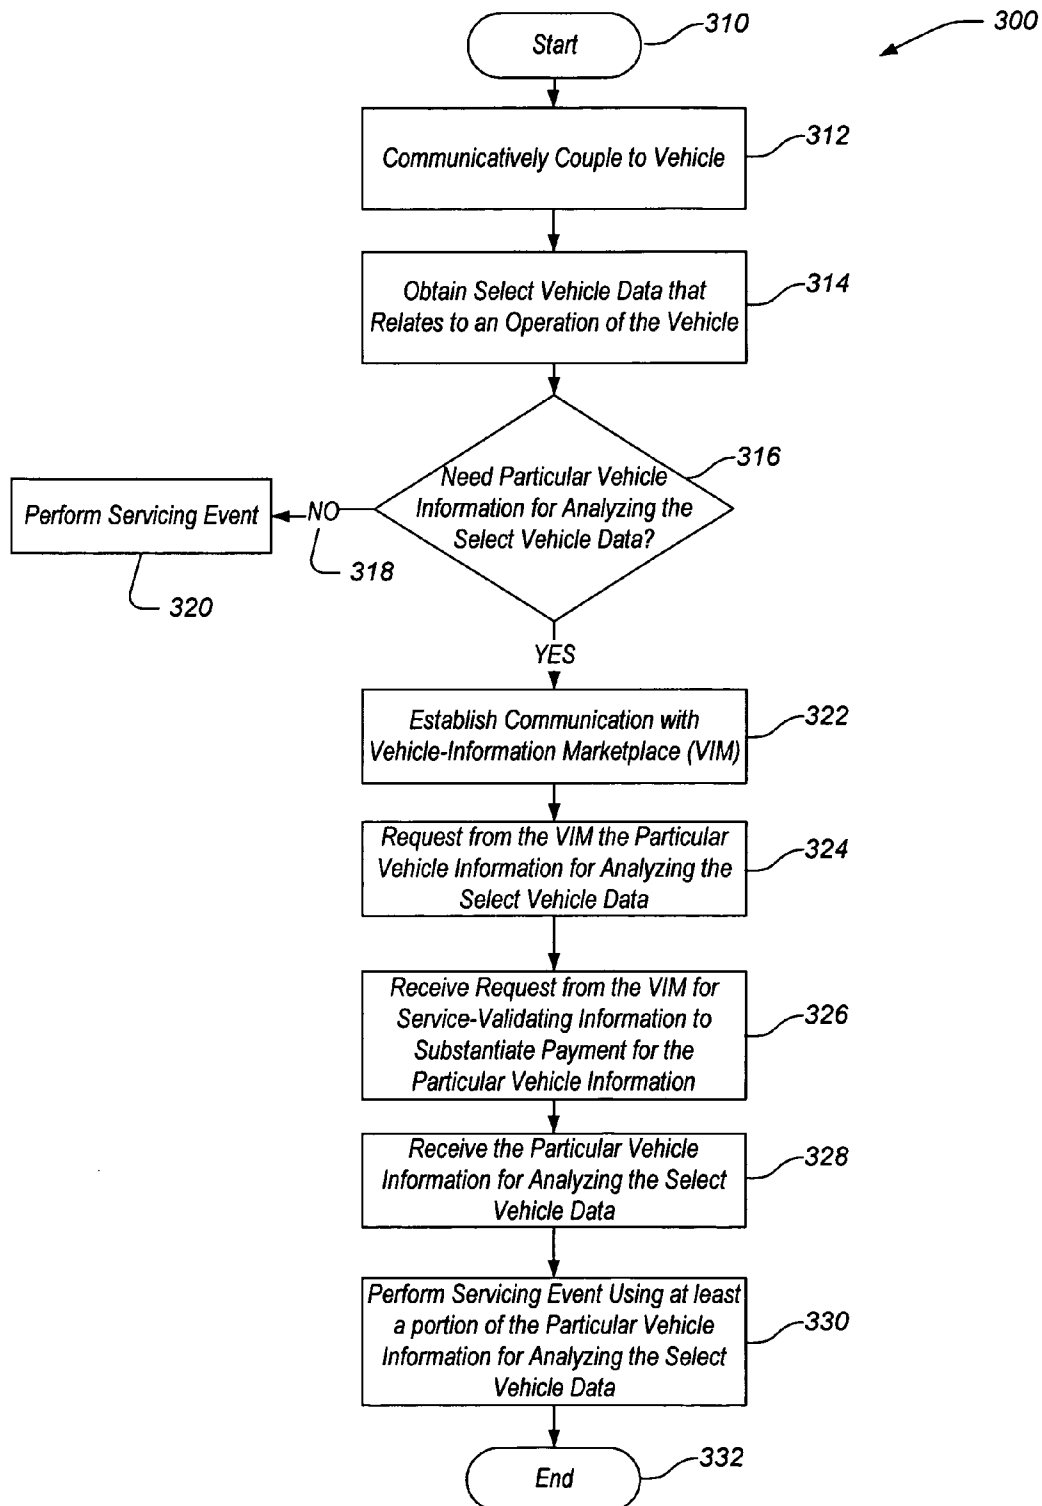 Start
310
300
Communicatively Couple to Vehicle
312
Obtain Select Vehicle Data that
Relates to an Operation of the Vehicle
314
Need Particular Vehicle
Information for Analyzing the
Select Vehicle Data?
316
NO
318
Perform Servicing Event
320
YES
Establish Communication with
Vehicle-Information Marketplace (VIM)
322
Request from the VIM the Particular
Vehicle Information for Analyzing the
Select Vehicle Data
324
Receive Request from the VIM for
Service-Validating Information to
Substantiate Payment for the
Particular Vehicle Information
326
Receive the Particular Vehicle
Information for Analyzing the Select
Vehicle Data
328
Perform Servicing Event Using at least
a portion of the Particular Vehicle
Information for Analyzing the Select
Vehicle Data
330
End
332